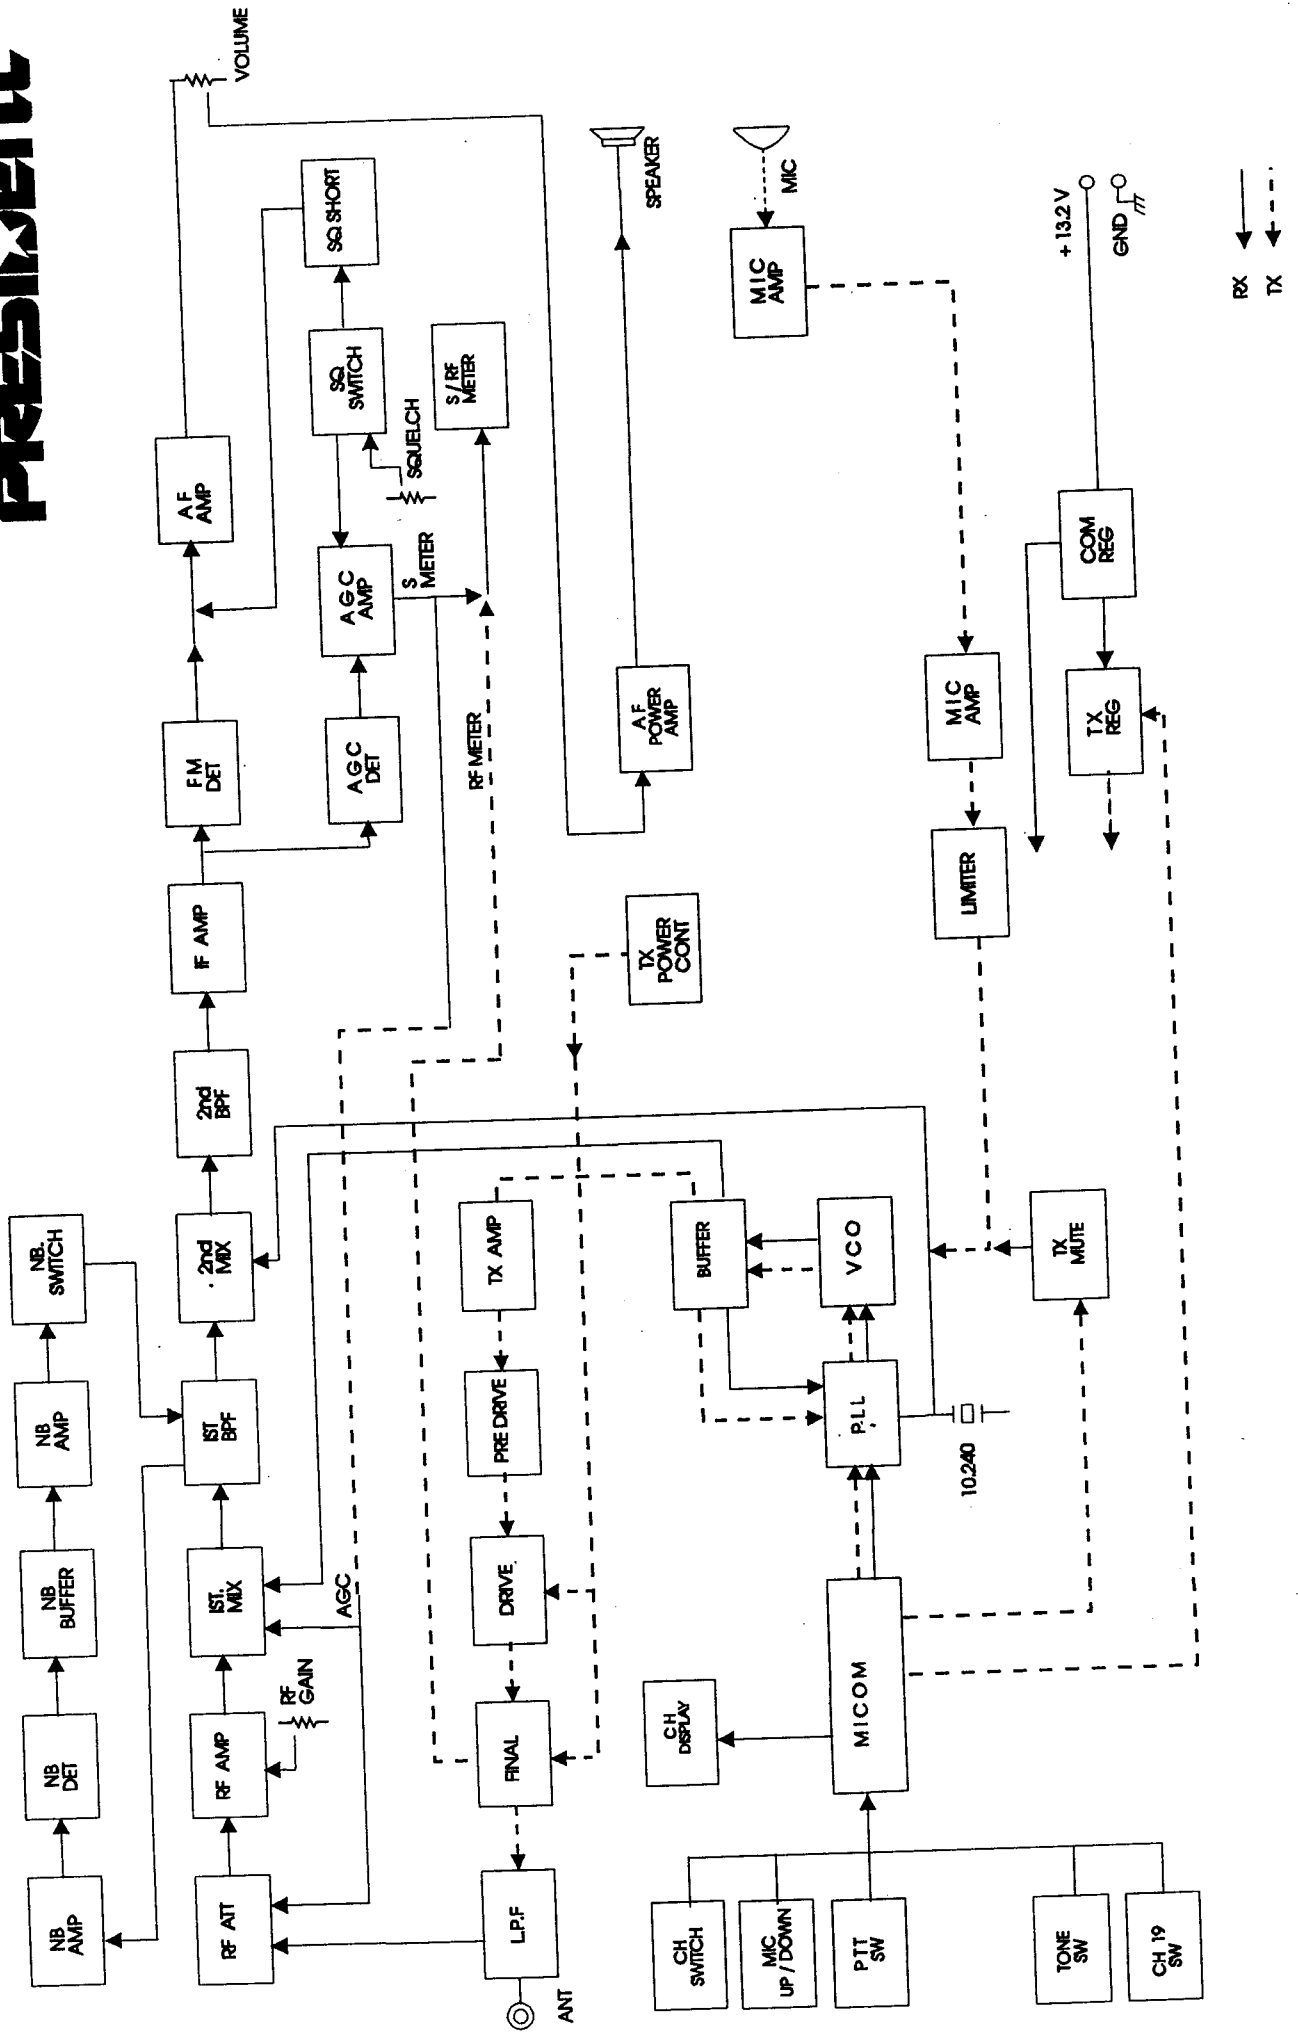 PRESIDENT
NB
AMP
NB
DET
NB
BUFFER
NB
AMP
NB.
SWITCH
RF ATT
RF AMP
IST.
MIX
IST
BPF
2nd
MIX
2nd
BPF
IF AMP
FM
DET
AF
AMP
VOLUME
RF
GAIN
AGC
AGC
DET
AGC
AMP
SQ
SWITCH
SQ SHORT
S
METER
SQUELCH
S / RF
METER
RF METER
ANT
L.P.F
FINAL
DRIVE
PRE DRIVE
TX AMP
TX
POWER
CONT
AF
POWER
AMP
SPEAKER
CH
SWITCH
MIC
UP / DOWN
PTT
SW
TONE
SW
CH 19
SW
CH
DISPLAY
MICOM
P.L.L
BUFFER
VCO
10.240
TX
MUTE
LIMITER
MIC
AMP
MIC
AMP
MIC
TX
REG
COM
REG
+ 13.2 V
GND
RX
TX